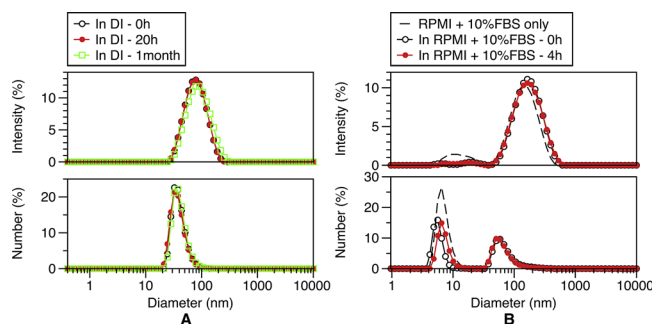 In DI - 0h
In DI - 20h
In DI - 1month
Intensity (%)
10
5
0
Number (%)
20
10
0
1 10 100 1000 10000
Diameter (nm)
A
RPMI + 10%FBS only
In RPMI + 10%FBS - 0h
In RPMI + 10%FBS - 4h
Intensity (%)
10
5
0
Number (%)
30
20
10
0
1 10 100 1000 10000
Diameter (nm)
B